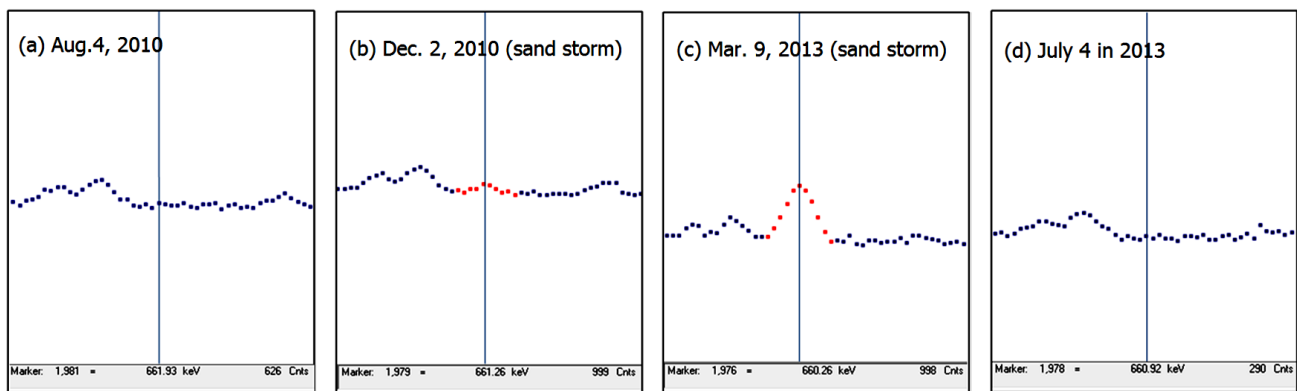 (a) Aug.4, 2010
(b) Dec. 2, 2010 (sand storm)
(c) Mar. 9, 2013 (sand storm)
(d) July 4 in 2013
Marker: 1,981 = 661.93 keV 626 Cnts
Marker: 1,979 = 661.26 keV 999 Cnts
Marker: 1,976 = 660.26 keV 998 Cnts
Marker: 1,978 = 660.92 keV 290 Cnts